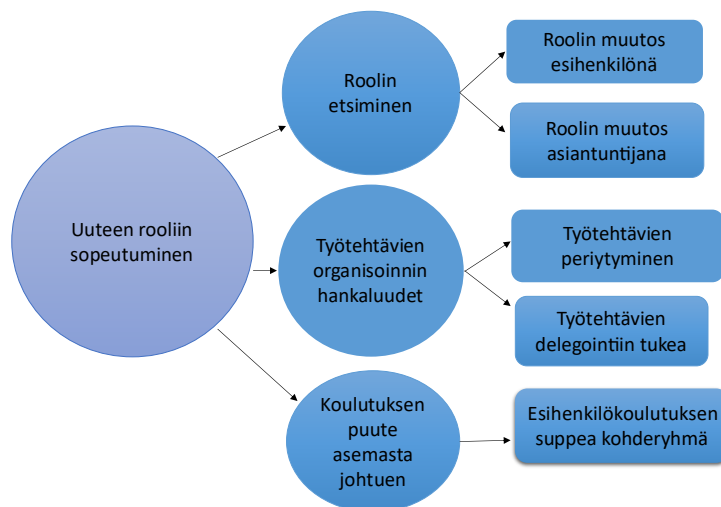 Uuteen rooliin
sopeutuminen
Roolin
etsiminen
Roolin muutos
esihenkilönä
Roolin muutos
asiantuntijana
Työtehtävien
organisoinnin
hankaluudet
Työtehtävien
periytyminen
Työtehtävien
delegointiin tukea
Koulutuksen
puute
asemasta
johtuen
Esihenkilökoulutuksen
suppea kohderyhmä